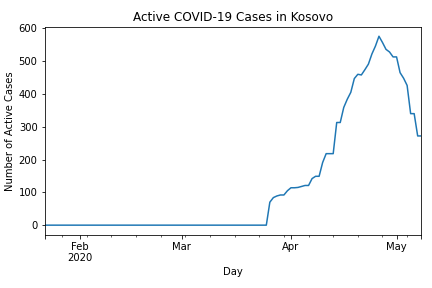 Active COVID-19 Cases in Kosovo
Number of Active Cases
600
500
400
300
200
100
0
Feb
2020
Mar
Apr
May
Day